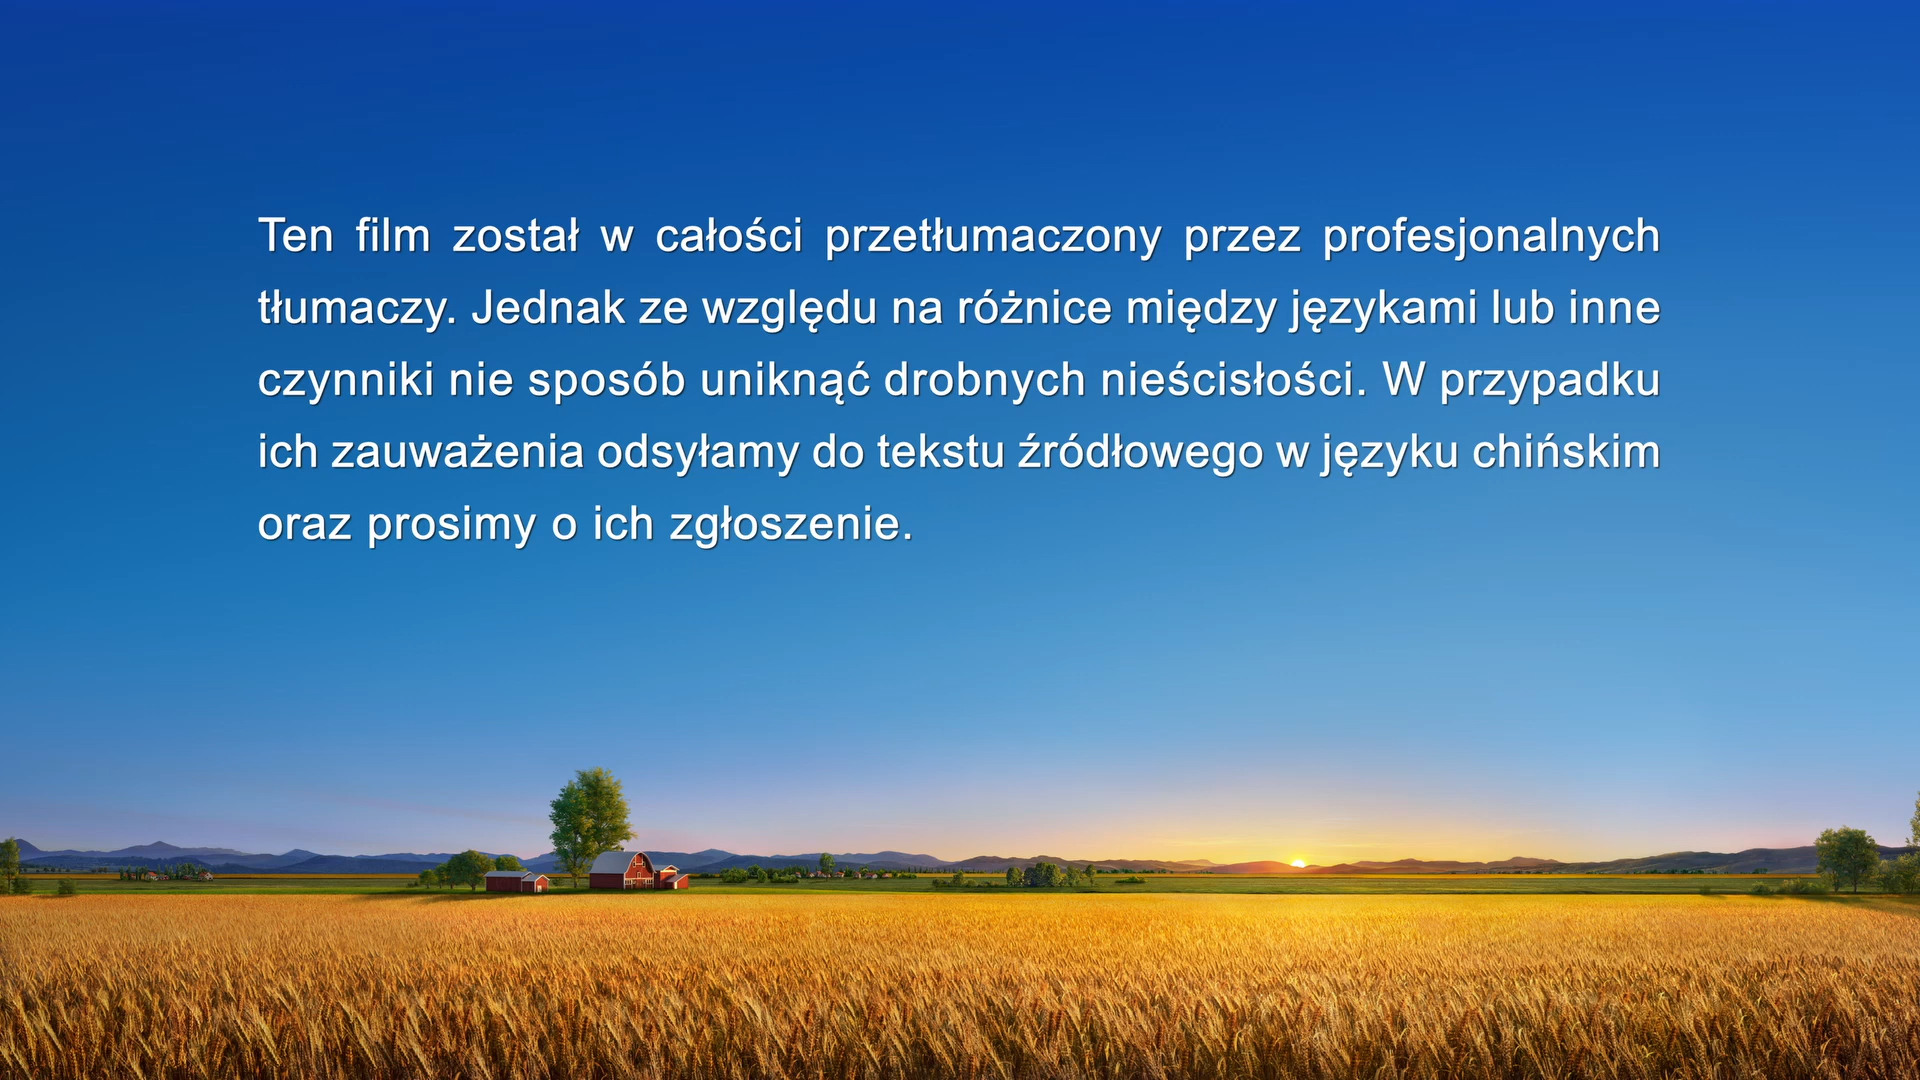 Ten film został w całości przetłumaczony przez profesjonalnych
tłumaczy. Jednak ze względu na różnice między językami lub inne
czynniki nie sposób uniknąć drobnych nieścisłości. W przypadku
ich zauważenia odsyłamy do tekstu źródłowego w języku chińskim
oraz prosimy o ich zgłoszenie.